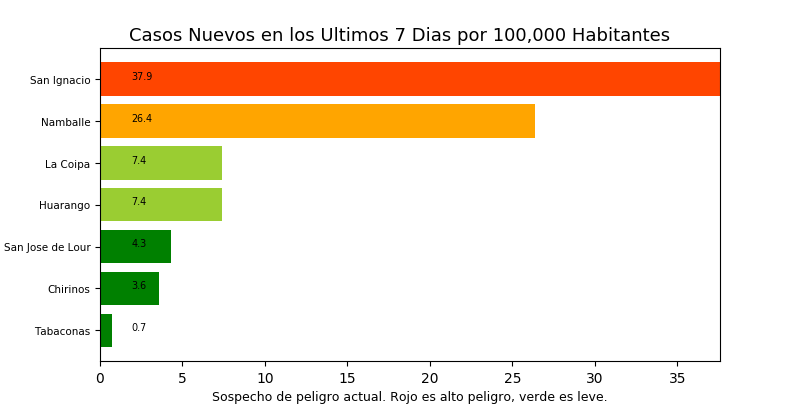 Casos Nuevos en los Ultimos 7 Dias por 100,000 Habitantes
San Ignacio 37.9
Namballe 26.4
La Coipa 7.4
Huarango 7.4
San Jose de Lour 4.3
Chirinos 3.6
Tabaconas 0.7
0 5 10 15 20 25 30 35
Sospecho de peligro actual. Rojo es alto peligro, verde es leve.